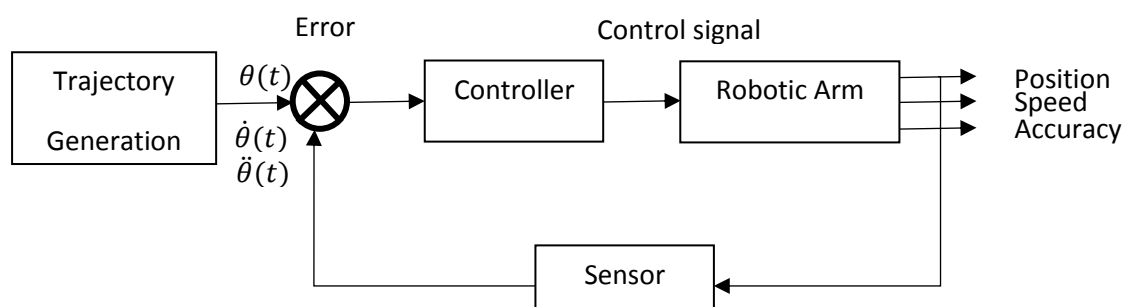 Error
Control signal
Trajectory
Generation
θ(t)
θ̇(t)
θ̈(t)
Controller
Robotic Arm
Position
Speed
Accuracy
Sensor